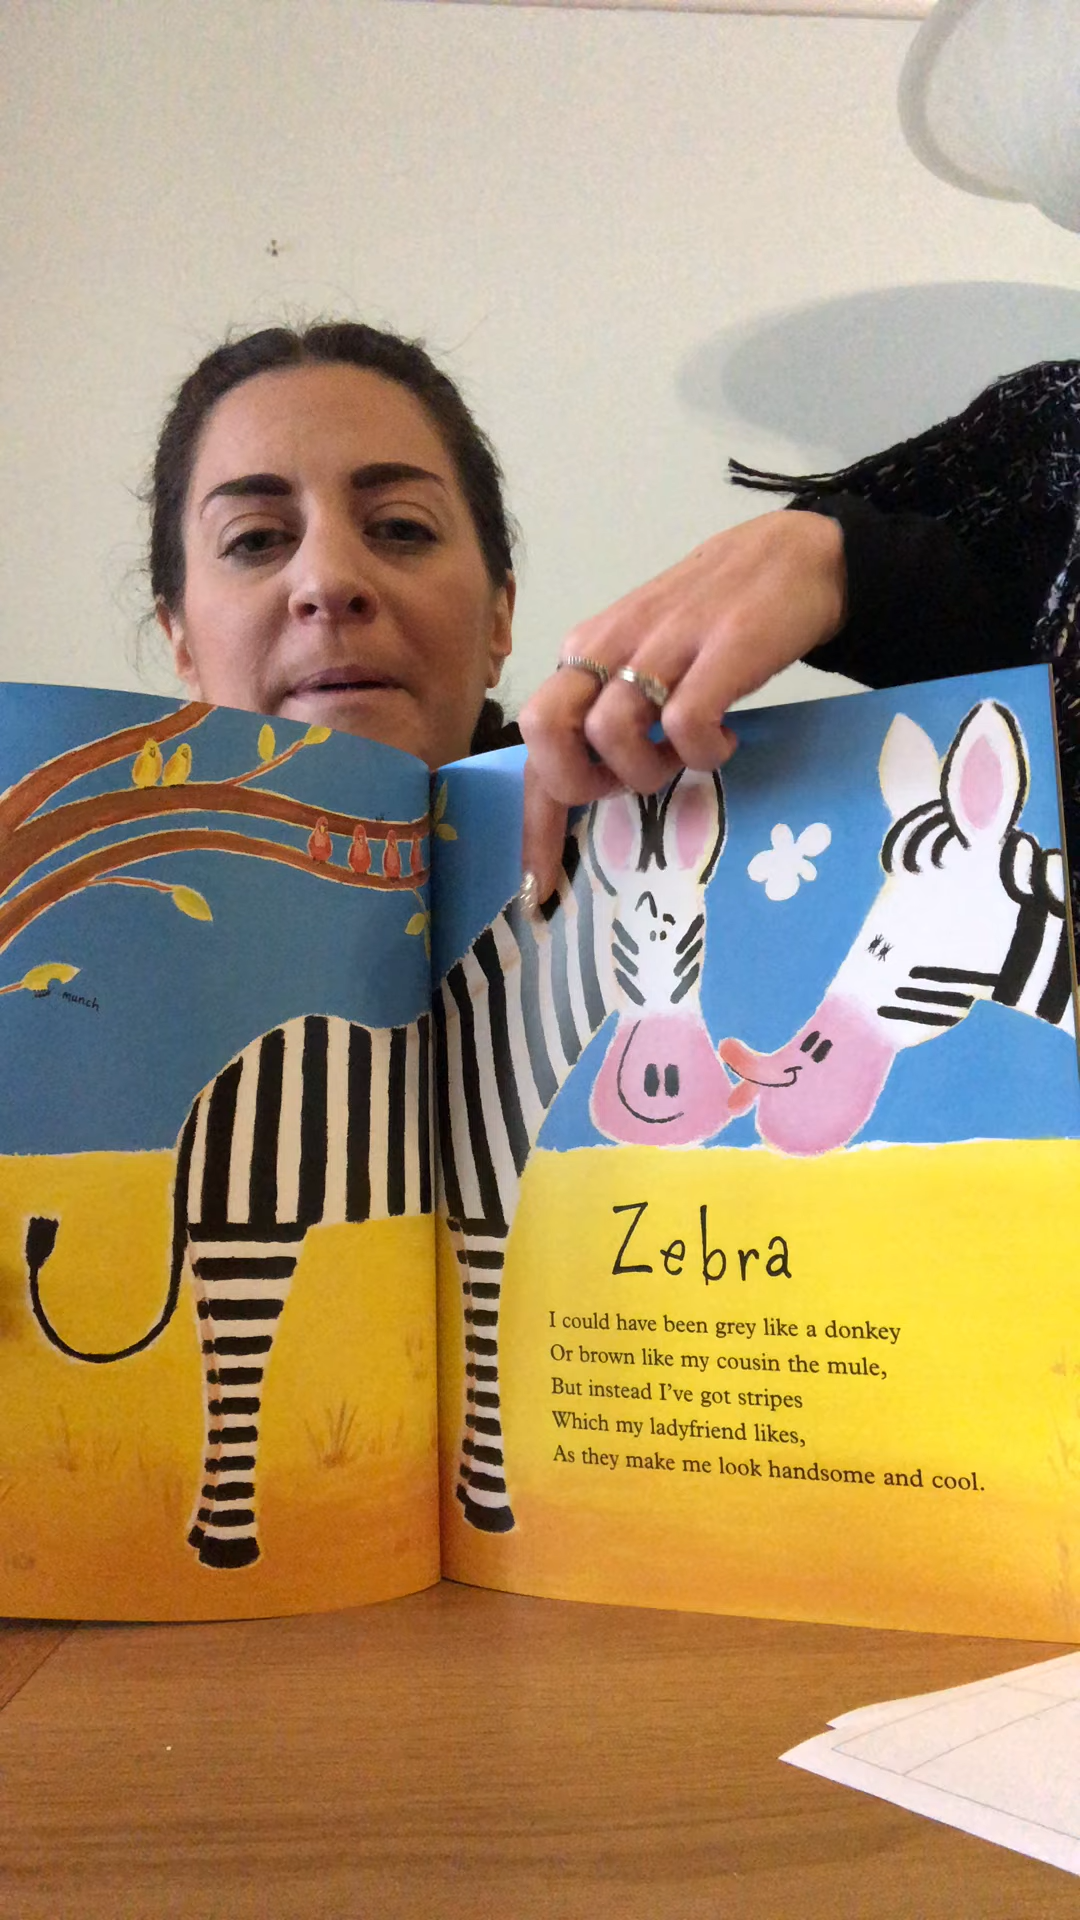 munch
Zebra
I could have been grey like a donkey
Or brown like my cousin the mule,
But instead I've got stripes
Which my ladyfriend likes,
As they make me look handsome and cool.